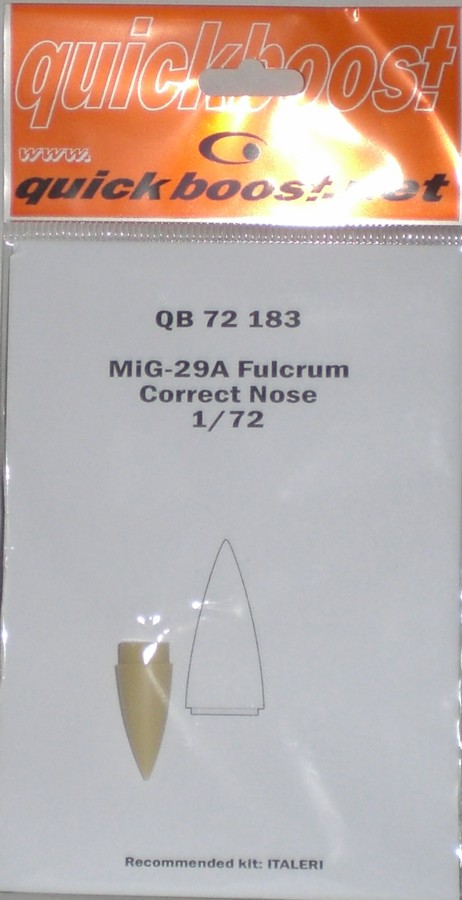 quickboost
www.
quickboost.net
QB 72 183
MiG-29A Fulcrum
Correct Nose
1/72
Recommended kit: ITALERI